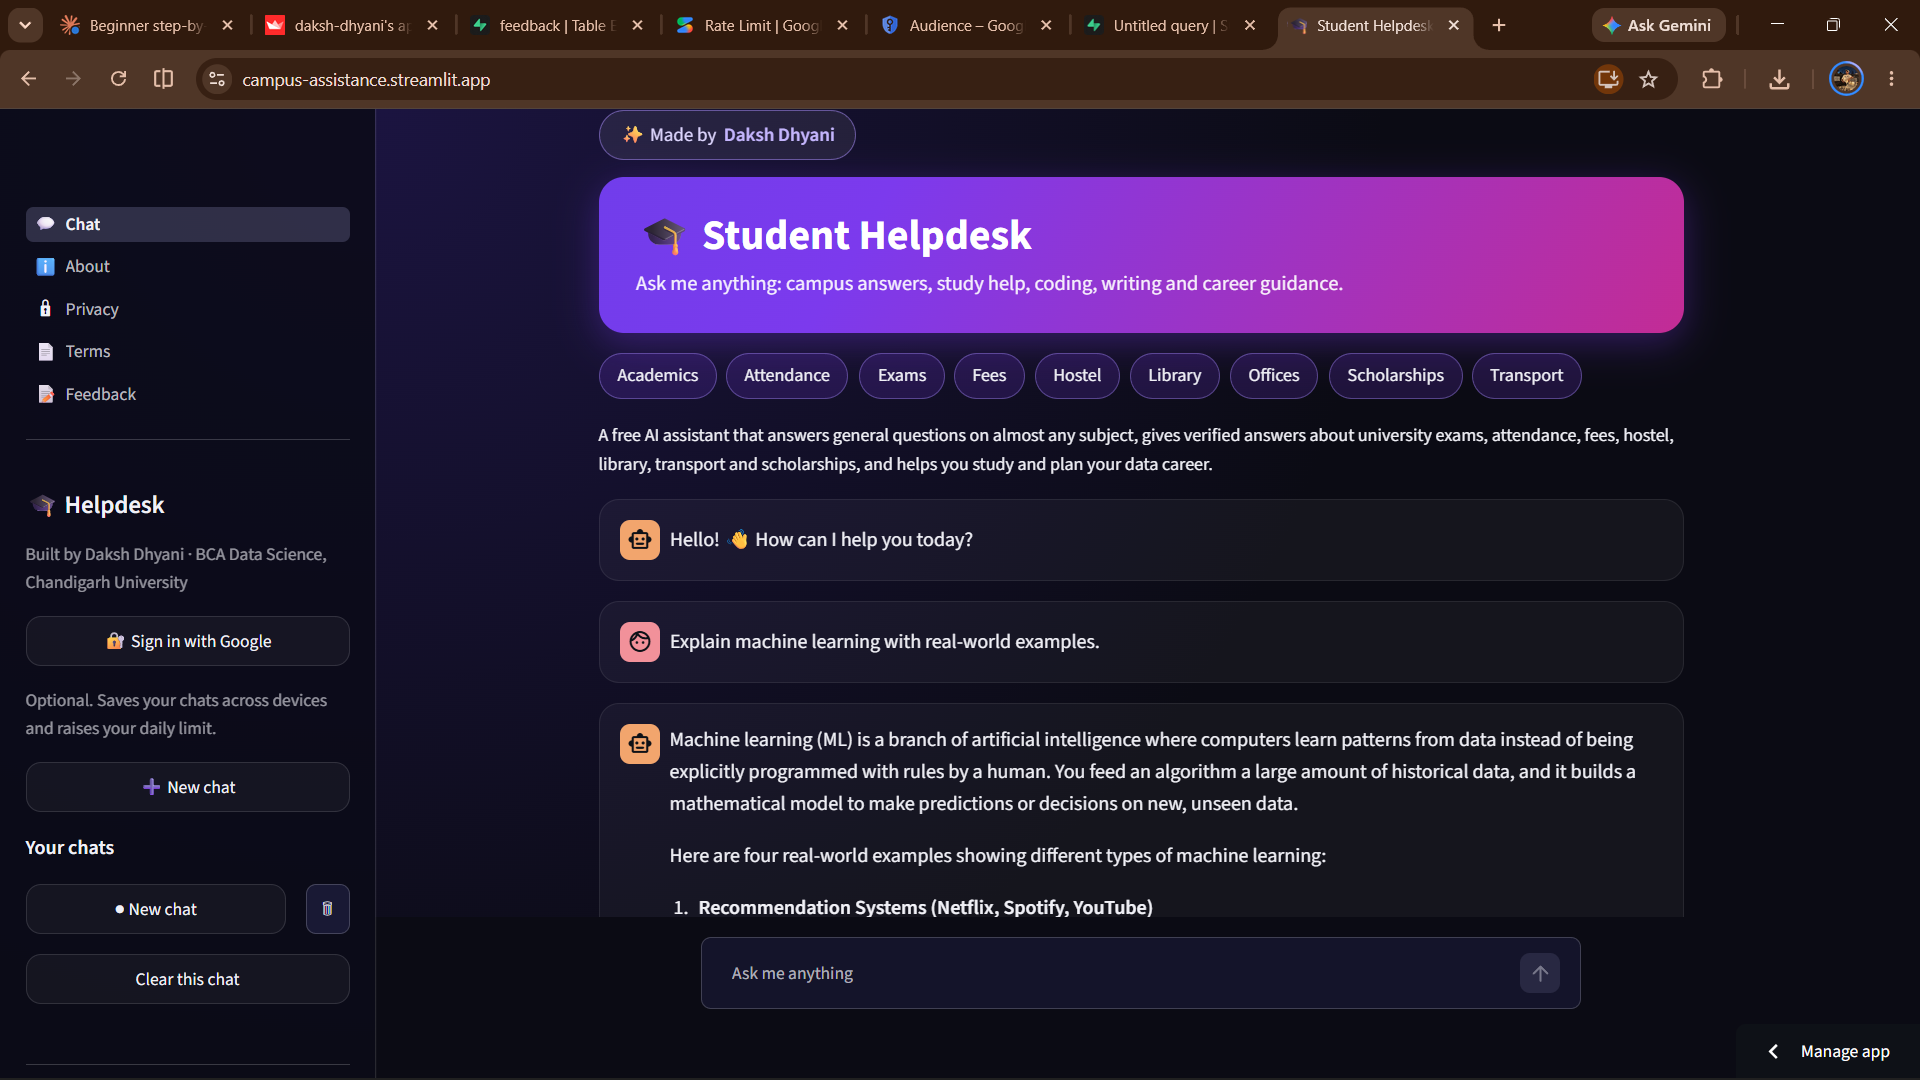 Beginner step-by
daksh-dhyani's a
feedback | Table E
Rate Limit | Goog
Audience – Goog
Untitled query | S
Student Helpdesk
Ask Gemini
campus-assistance.streamlit.app
Chat
About
Privacy
Terms
Feedback
Helpdesk
Built by Daksh Dhyani · BCA Data Science,
Chandigarh University
Sign in with Google
Optional. Saves your chats across devices
and raises your daily limit.
New chat
Your chats
New chat
Clear this chat
Made by Daksh Dhyani
Student Helpdesk
Ask me anything: campus answers, study help, coding, writing and career guidance.
Academics
Attendance
Exams
Fees
Hostel
Library
Offices
Scholarships
Transport
A free AI assistant that answers general questions on almost any subject, gives verified answers about university exams, attendance, fees, hostel,
library, transport and scholarships, and helps you study and plan your data career.
Hello! 👋 How can I help you today?
Explain machine learning with real-world examples.
Machine learning (ML) is a branch of artificial intelligence where computers learn patterns from data instead of being
explicitly programmed with rules by a human. You feed an algorithm a large amount of historical data, and it builds a
mathematical model to make predictions or decisions on new, unseen data.
Here are four real-world examples showing different types of machine learning:
1. Recommendation Systems (Netflix, Spotify, YouTube)
Ask me anything
Manage app